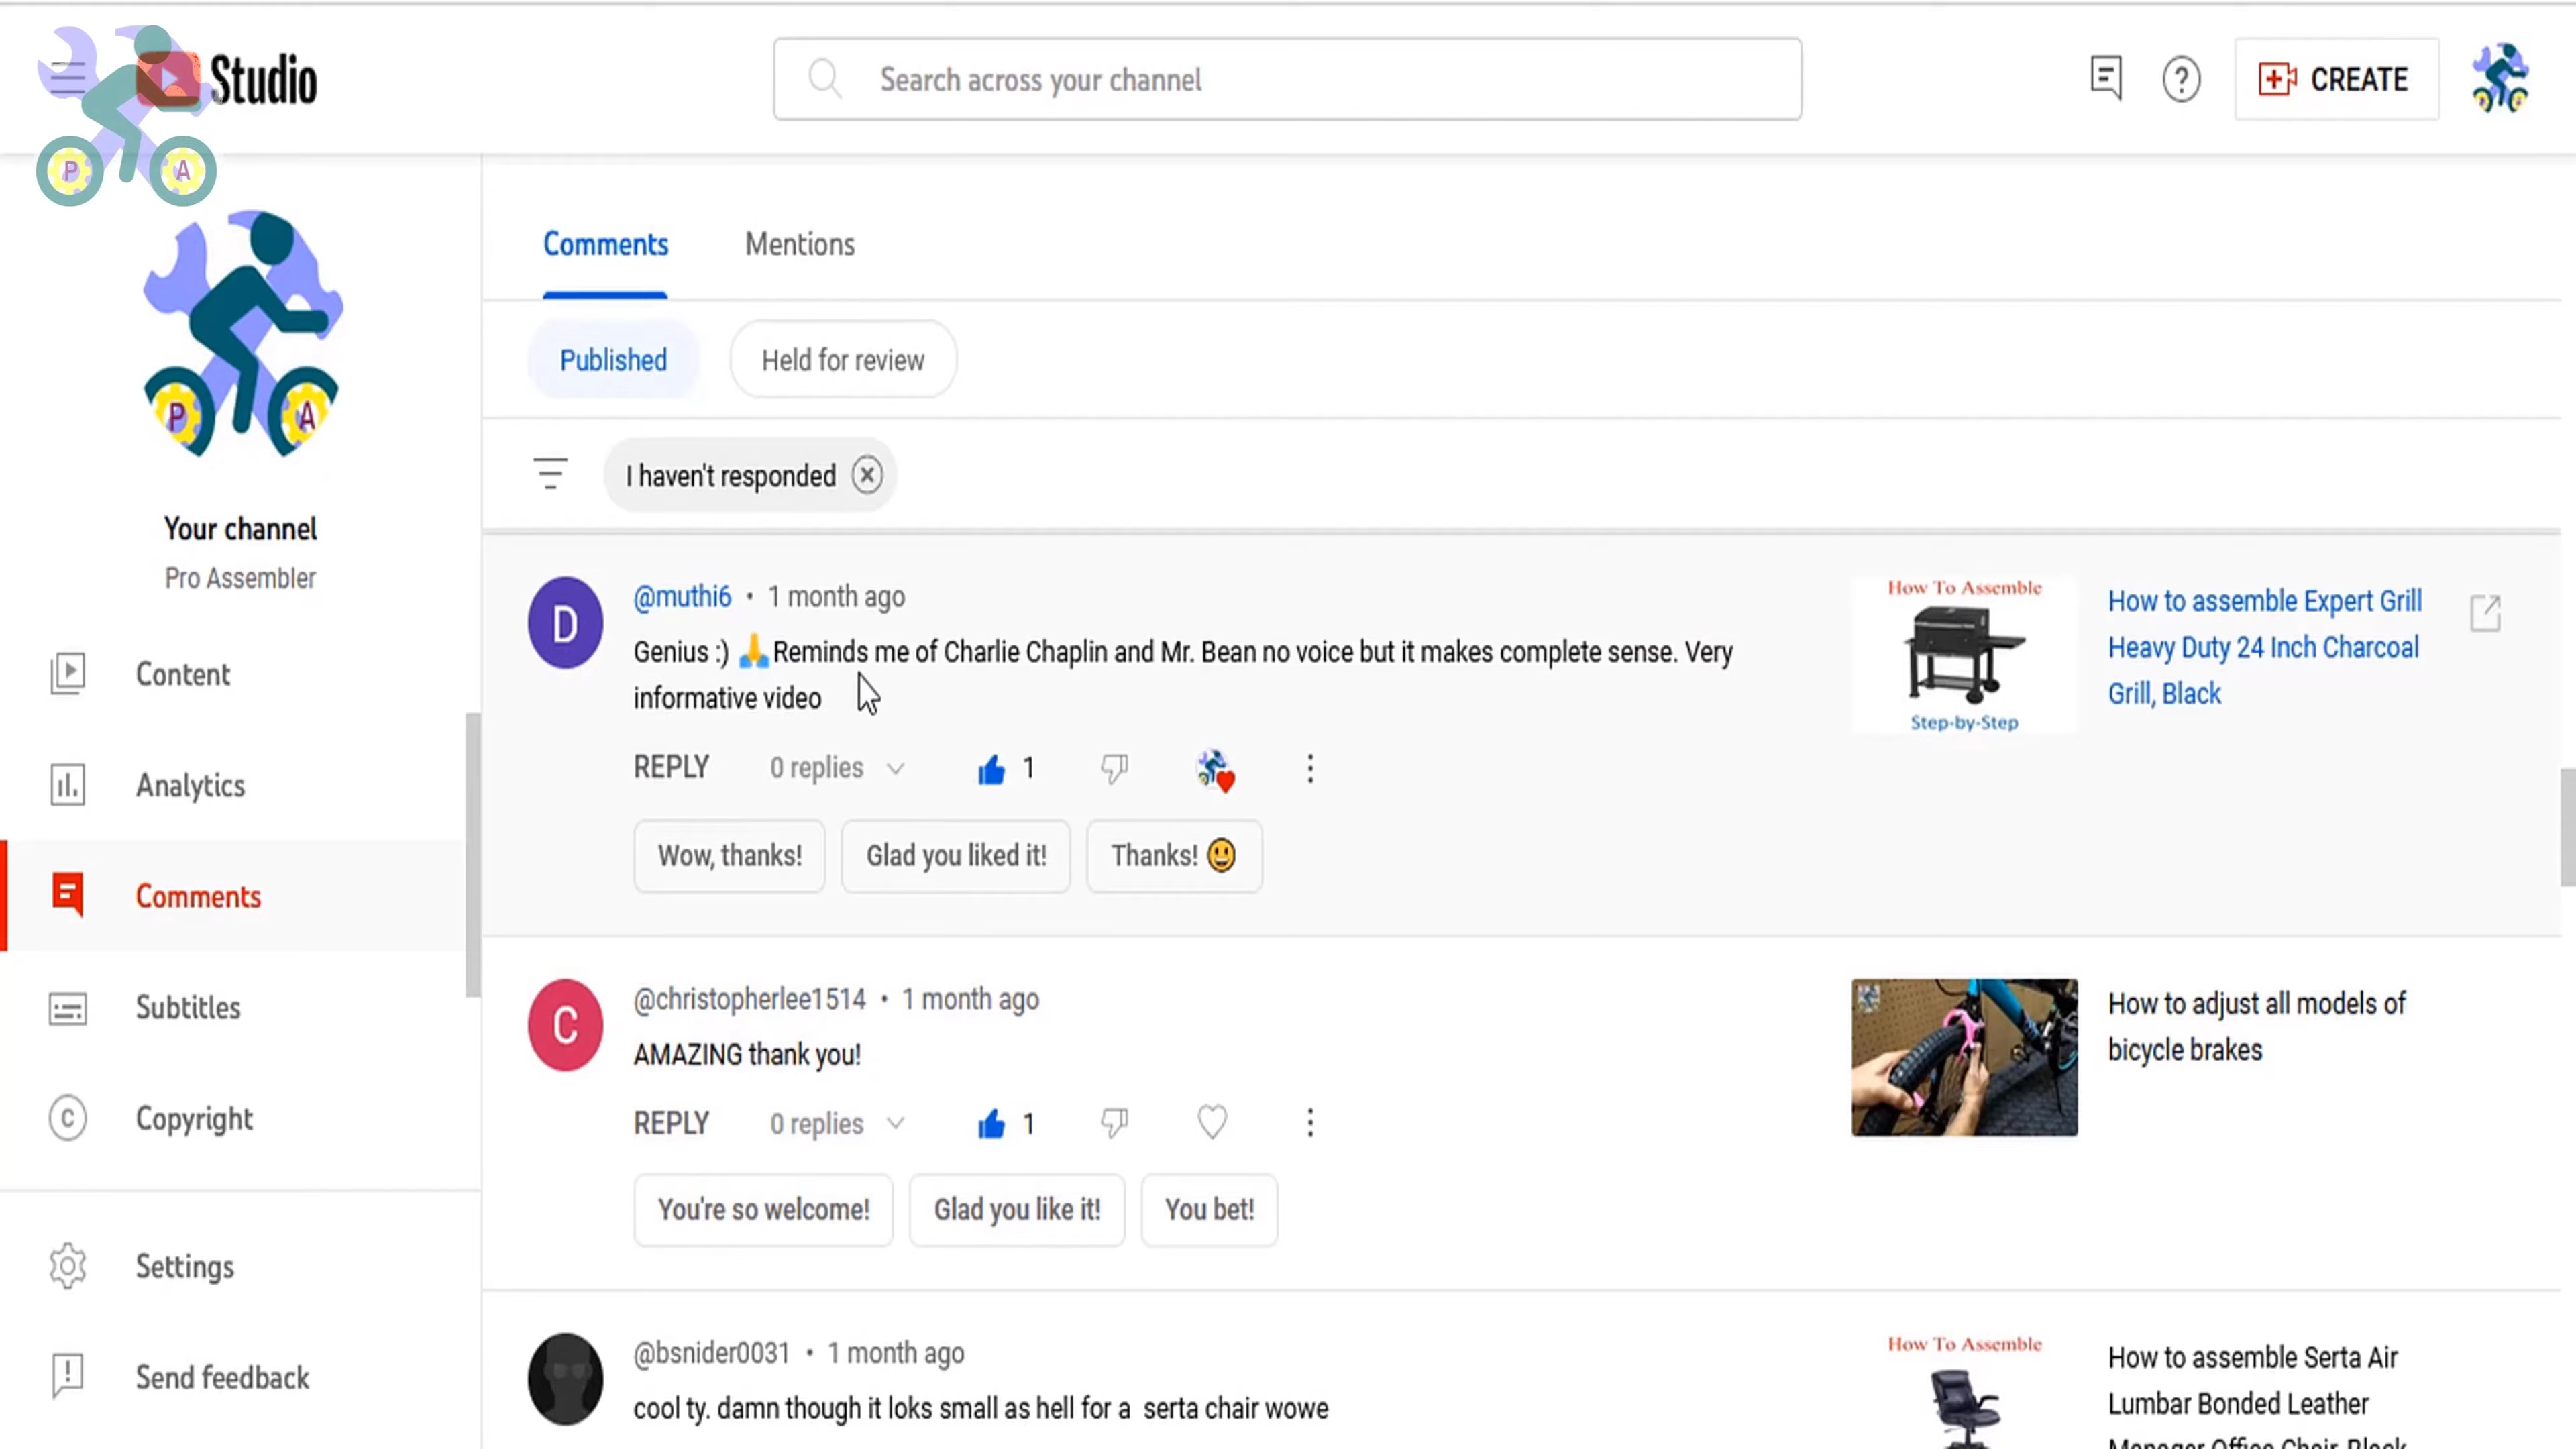 Studio
Search across your channel
CREATE
P A
P A
Your channel
Pro Assembler
Content
Analytics
Comments
Subtitles
Copyright
Settings
Send feedback
Comments Mentions
Published Held for review
I haven't responded
D
@muthi6 • 1 month ago
Genius :) 🙏Reminds me of Charlie Chaplin and Mr. Bean no voice but it makes complete sense. Very
informative video
REPLY 0 replies 1
Wow, thanks! Glad you liked it! Thanks! 😃
How To Assemble
Step-by-Step
How to assemble Expert Grill
Heavy Duty 24 Inch Charcoal
Grill, Black
C
@christopherlee1514 • 1 month ago
AMAZING thank you!
REPLY 0 replies 1
You're so welcome! Glad you like it! You bet!
How to adjust all models of
bicycle brakes
@bsnider0031 • 1 month ago
cool ty. damn though it loks small as hell for a serta chair wowe
How To Assemble
How to assemble Serta Air
Lumbar Bonded Leather
Manager Office Chair, Black